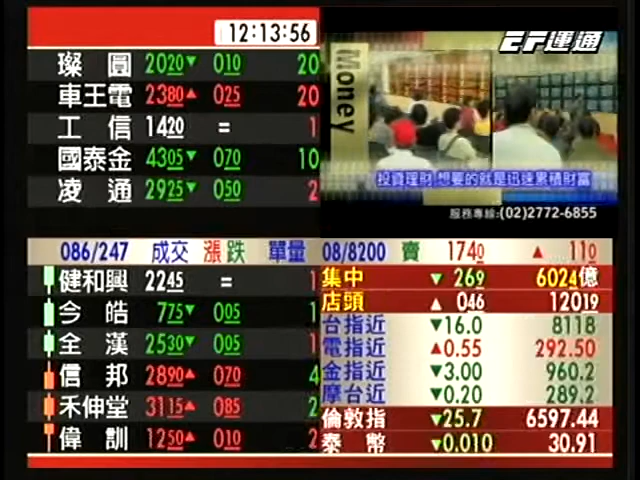 12:13:56
EF運通
璨圓 2020▼ 010 20
車王電 2380▲ 025 20
工信 1420 = 1
國泰金 4305▼ 070 10
凌通 2925▼ 050 2
Money
投資理財 想要的就是迅速累積財富
服務專線:(02)2772-6855
086/247 成交 漲跌 單量
健和興 2245 = 1
今皓 775▼ 005 1
全漢 2530▼ 005 1
信邦 2890▲ 070 4
禾伸堂 3115▲ 085 2
偉訓 1250▲ 010 2
08/8200 賣 1740 ▲ 110
集中 ▼ 269 6024億
店頭 ▲ 046 12019
台指近 ▼16.0 8118
電指近 ▲0.55 292.50
金指近 ▼3.00 960.2
摩台近 ▼0.20 289.2
倫敦指 ▼25.7 6597.44
泰幣 ▼0.010 30.91